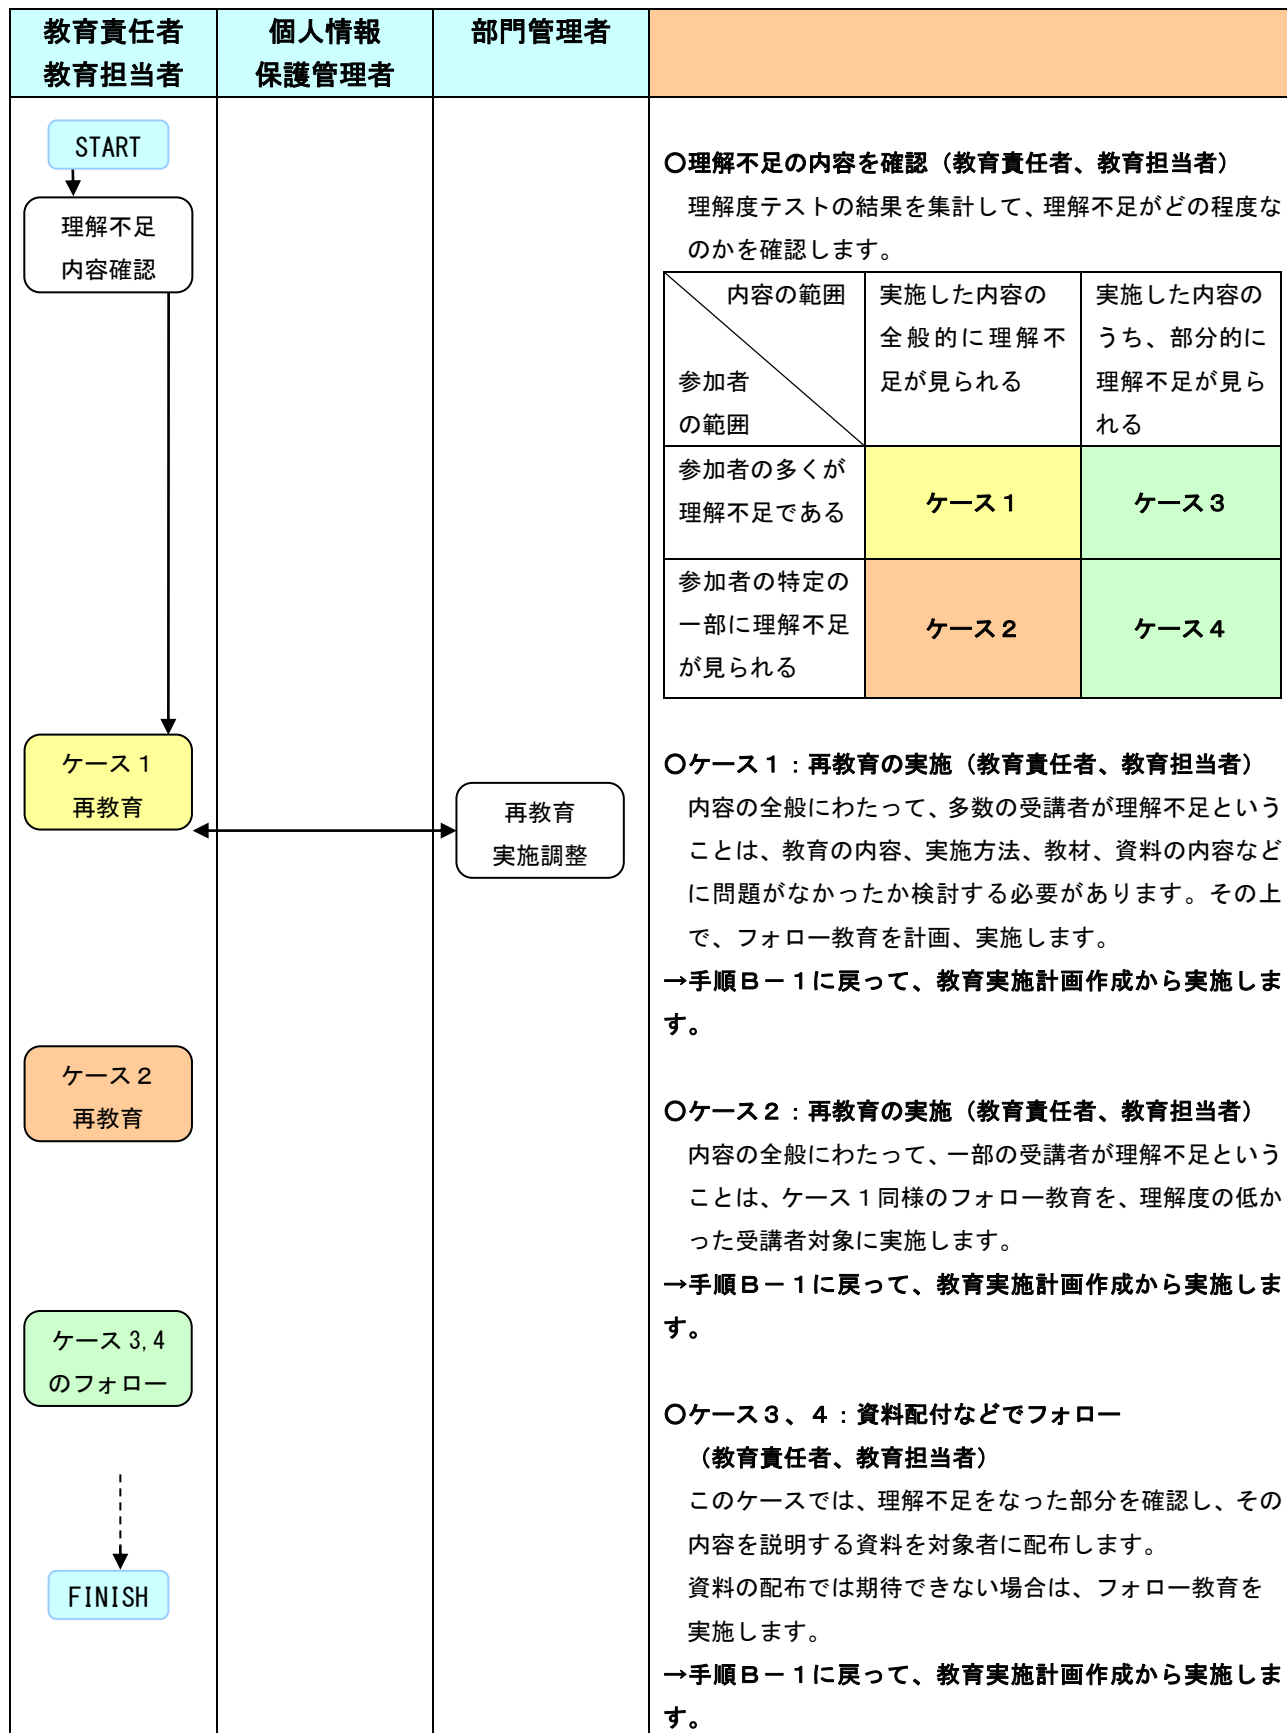 教育責任者
教育担当者
個人情報
保護管理者
部門管理者
START
理解不足
内容確認
ケース１
再教育
再教育
実施調整
ケース２
再教育
ケース 3,4
のフォロー
FINISH
○理解不足の内容を確認（教育責任者、教育担当者）
理解度テストの結果を集計して、理解不足がどの程度な
のかを確認します。
内容の範囲
参加者
の範囲
実施した内容の
全般的に理解不
足が見られる
実施した内容の
うち、部分的に
理解不足が見ら
れる
参加者の多くが
理解不足である
ケース１
ケース３
参加者の特定の
一部に理解不足
が見られる
ケース２
ケース４
○ケース１：再教育の実施（教育責任者、教育担当者）
内容の全般にわたって、多数の受講者が理解不足という
ことは、教育の内容、実施方法、教材、資料の内容など
に問題がなかったか検討する必要があります。その上
で、フォロー教育を計画、実施します。
→手順Ｂ－１に戻って、教育実施計画作成から実施しま
す。
○ケース２：再教育の実施（教育責任者、教育担当者）
内容の全般にわたって、一部の受講者が理解不足という
ことは、ケース１同様のフォロー教育を、理解度の低か
った受講者対象に実施します。
→手順Ｂ－１に戻って、教育実施計画作成から実施しま
す。
○ケース３、４：資料配付などでフォロー
（教育責任者、教育担当者）
このケースでは、理解不足をなった部分を確認し、その
内容を説明する資料を対象者に配布します。
資料の配布では期待できない場合は、フォロー教育を
実施します。
→手順Ｂ－１に戻って、教育実施計画作成から実施しま
す。